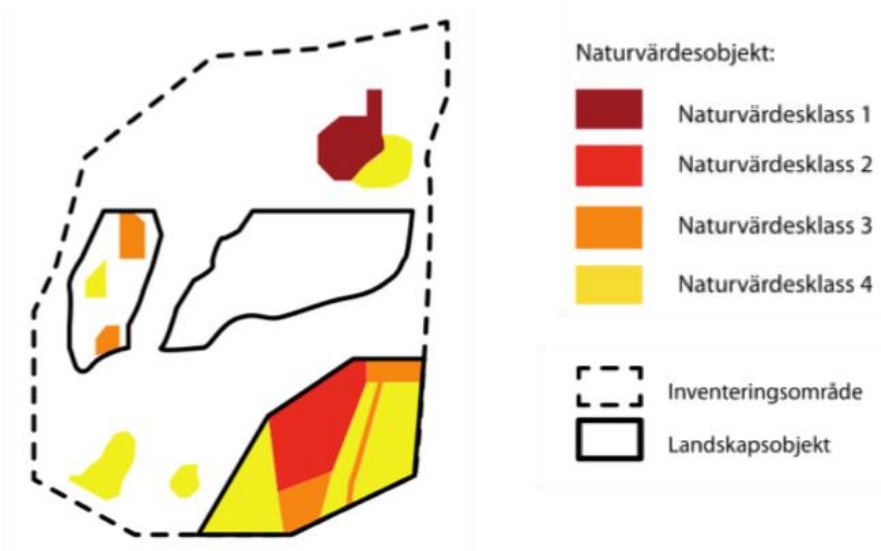 Naturvärdesobjekt:
Naturvärdesklass 1
Naturvärdesklass 2
Naturvärdesklass 3
Naturvärdesklass 4
Inventeringsområde
Landskapsobjekt